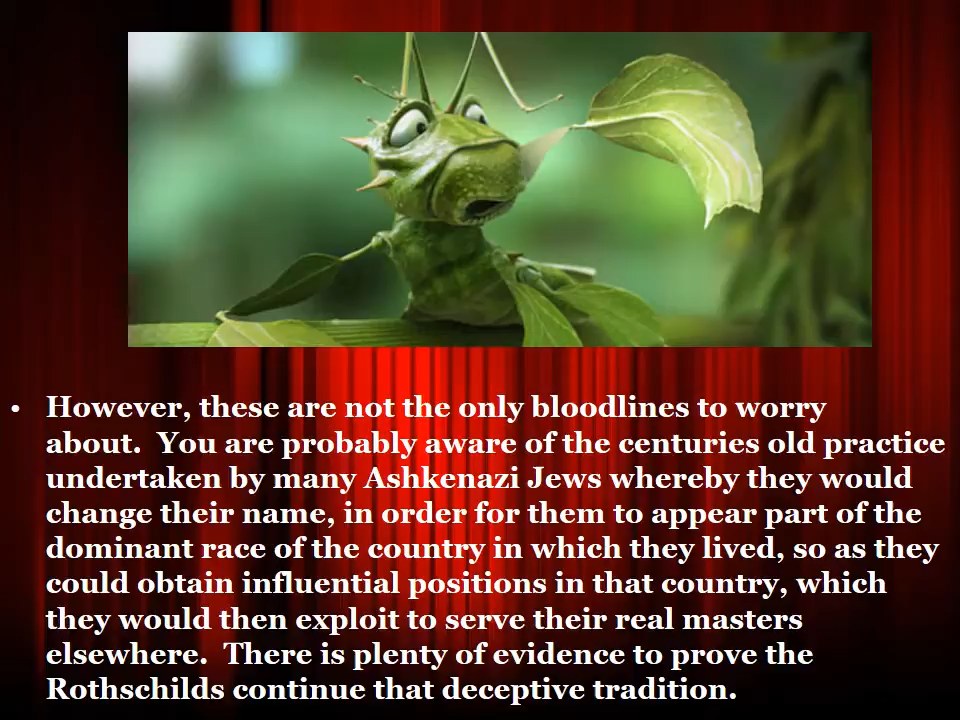 • However, these are not the only bloodlines to worry
about.  You are probably aware of the centuries old practice
undertaken by many Ashkenazi Jews whereby they would
change their name, in order for them to appear part of the
dominant race of the country in which they lived, so as they
could obtain influential positions in that country, which
they would then exploit to serve their real masters
elsewhere.  There is plenty of evidence to prove the
Rothschilds continue that deceptive tradition.